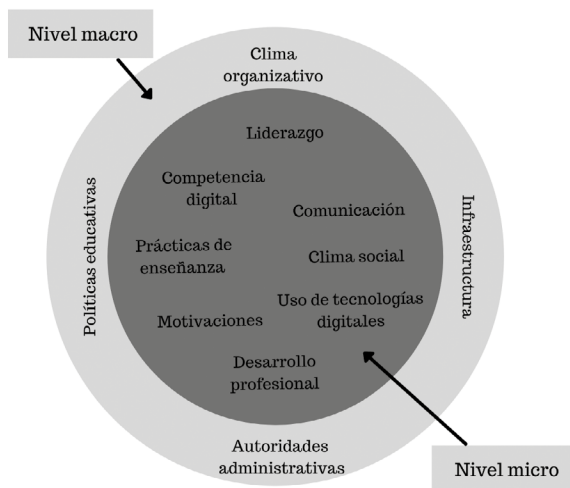 Nivel macro
Clima
organizativo
Liderazgo
Competencia
digital
Comunicación
Políticas educativas
Infraestructura
Prácticas de
enseñanza
Clima social
Uso de tecnologías
digitales
Motivaciones
Desarrollo
profesional
Autoridades
administrativas
Nivel micro